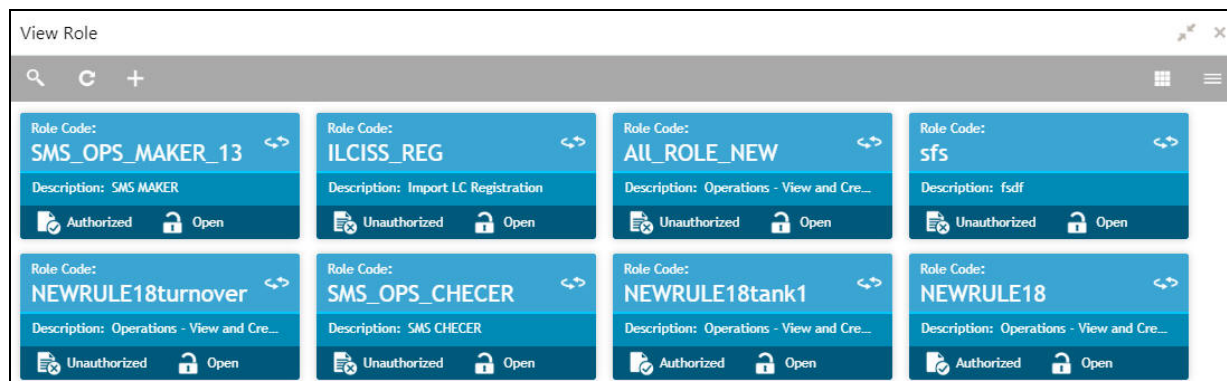 View Role
Role Code:
SMS_OPS_MAKER_13
Description: SMS MAKER
Authorized Open
Role Code:
ILCISS_REG
Description: Import LC Registration
Unauthorized Open
Role Code:
All_ROLE_NEW
Description: Operations - View and Cre...
Unauthorized Open
Role Code:
sfs
Description: fsdf
Unauthorized Open
Role Code:
NEWRULE18turnover
Description: Operations - View and Cre...
Unauthorized Open
Role Code:
SMS_OPS_CHECER
Description: SMS CHECER
Unauthorized Open
Role Code:
NEWRULE18tank1
Description: Operations - View and Cre...
Authorized Open
Role Code:
NEWRULE18
Description: Operations - View and Cre...
Authorized Open